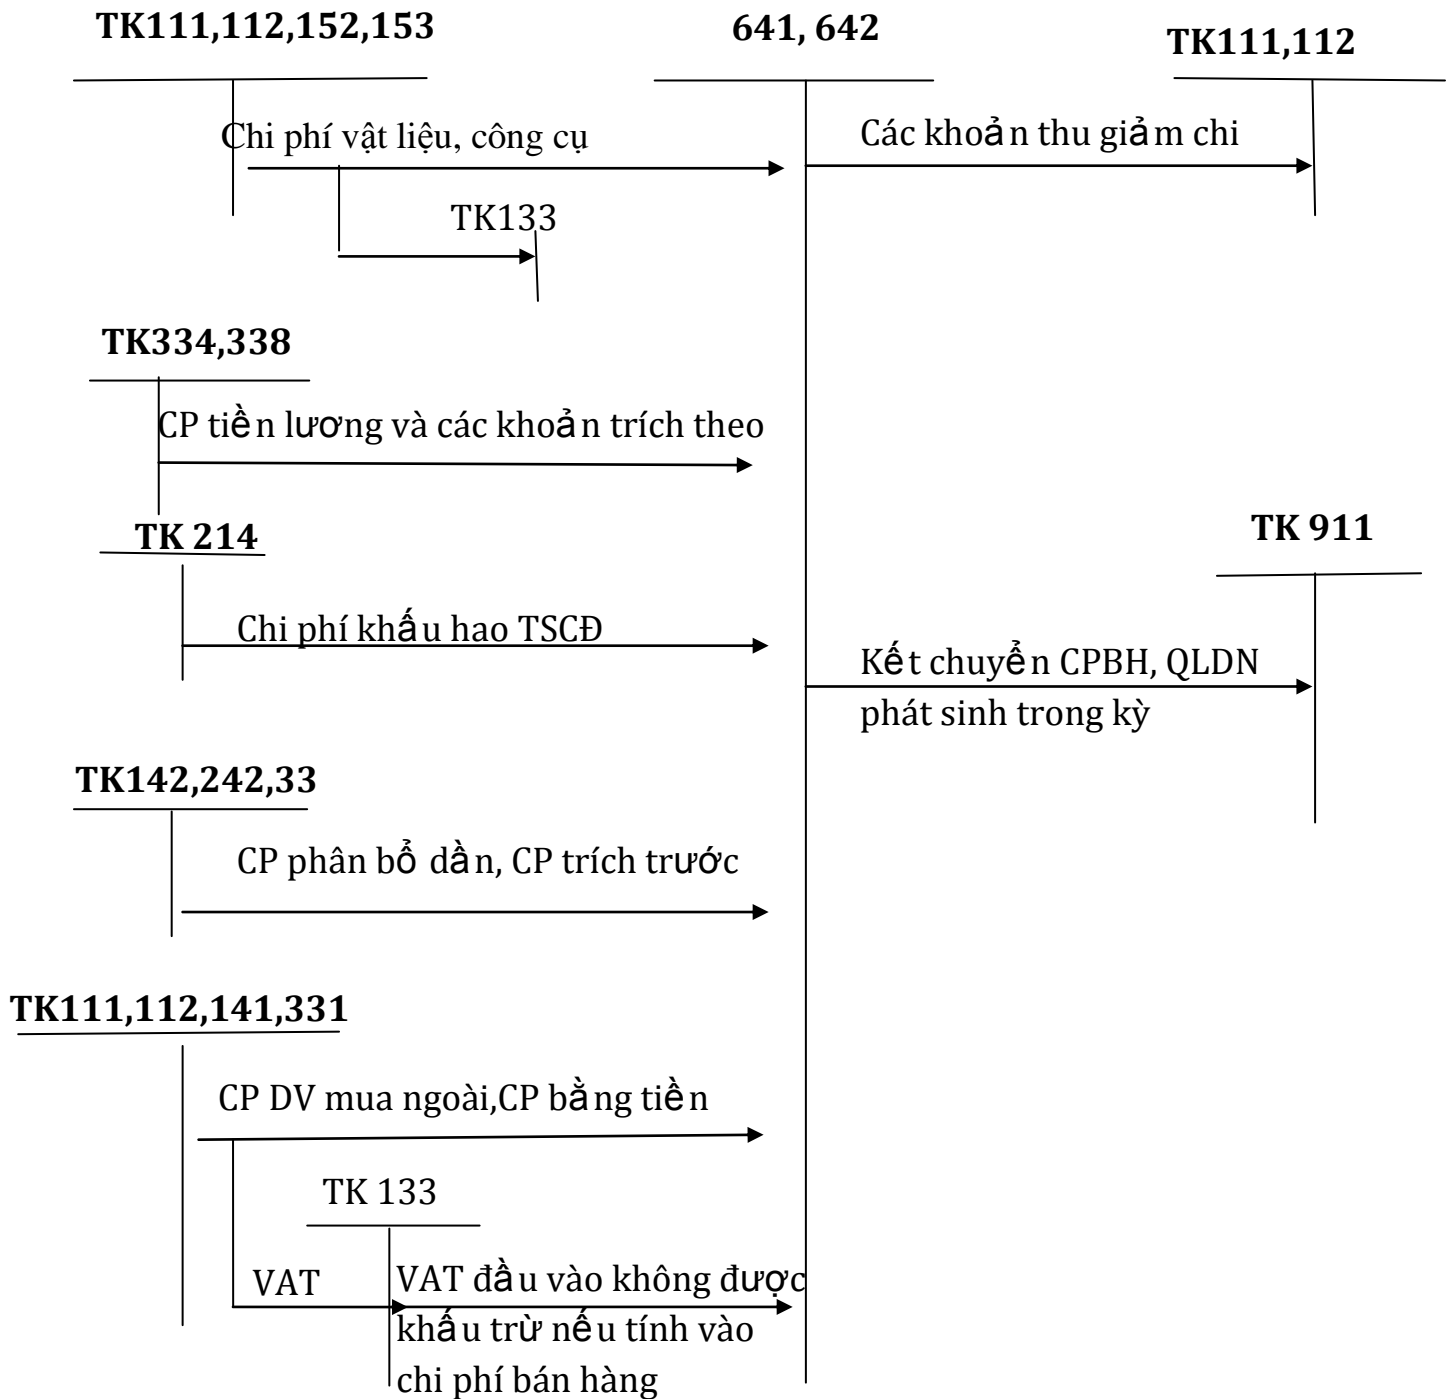 TK111,112,152,153
641, 642
TK111,112
Chi phí vật liệu, công cụ
Các khoản thu giảm chi
TK133
TK334,338
CP tiền lương và các khoản trích theo
TK 214
TK 911
Chi phí khấu hao TSCĐ
Kết chuyển CPBH, QLDN
phát sinh trong kỳ
TK142,242,33
CP phân bổ dần, CP trích trước
TK111,112,141,331
CP DV mua ngoài,CP bằng tiền
TK 133
VAT
VAT đầu vào không được
khấu trừ nếu tính vào
chi phí bán hàng